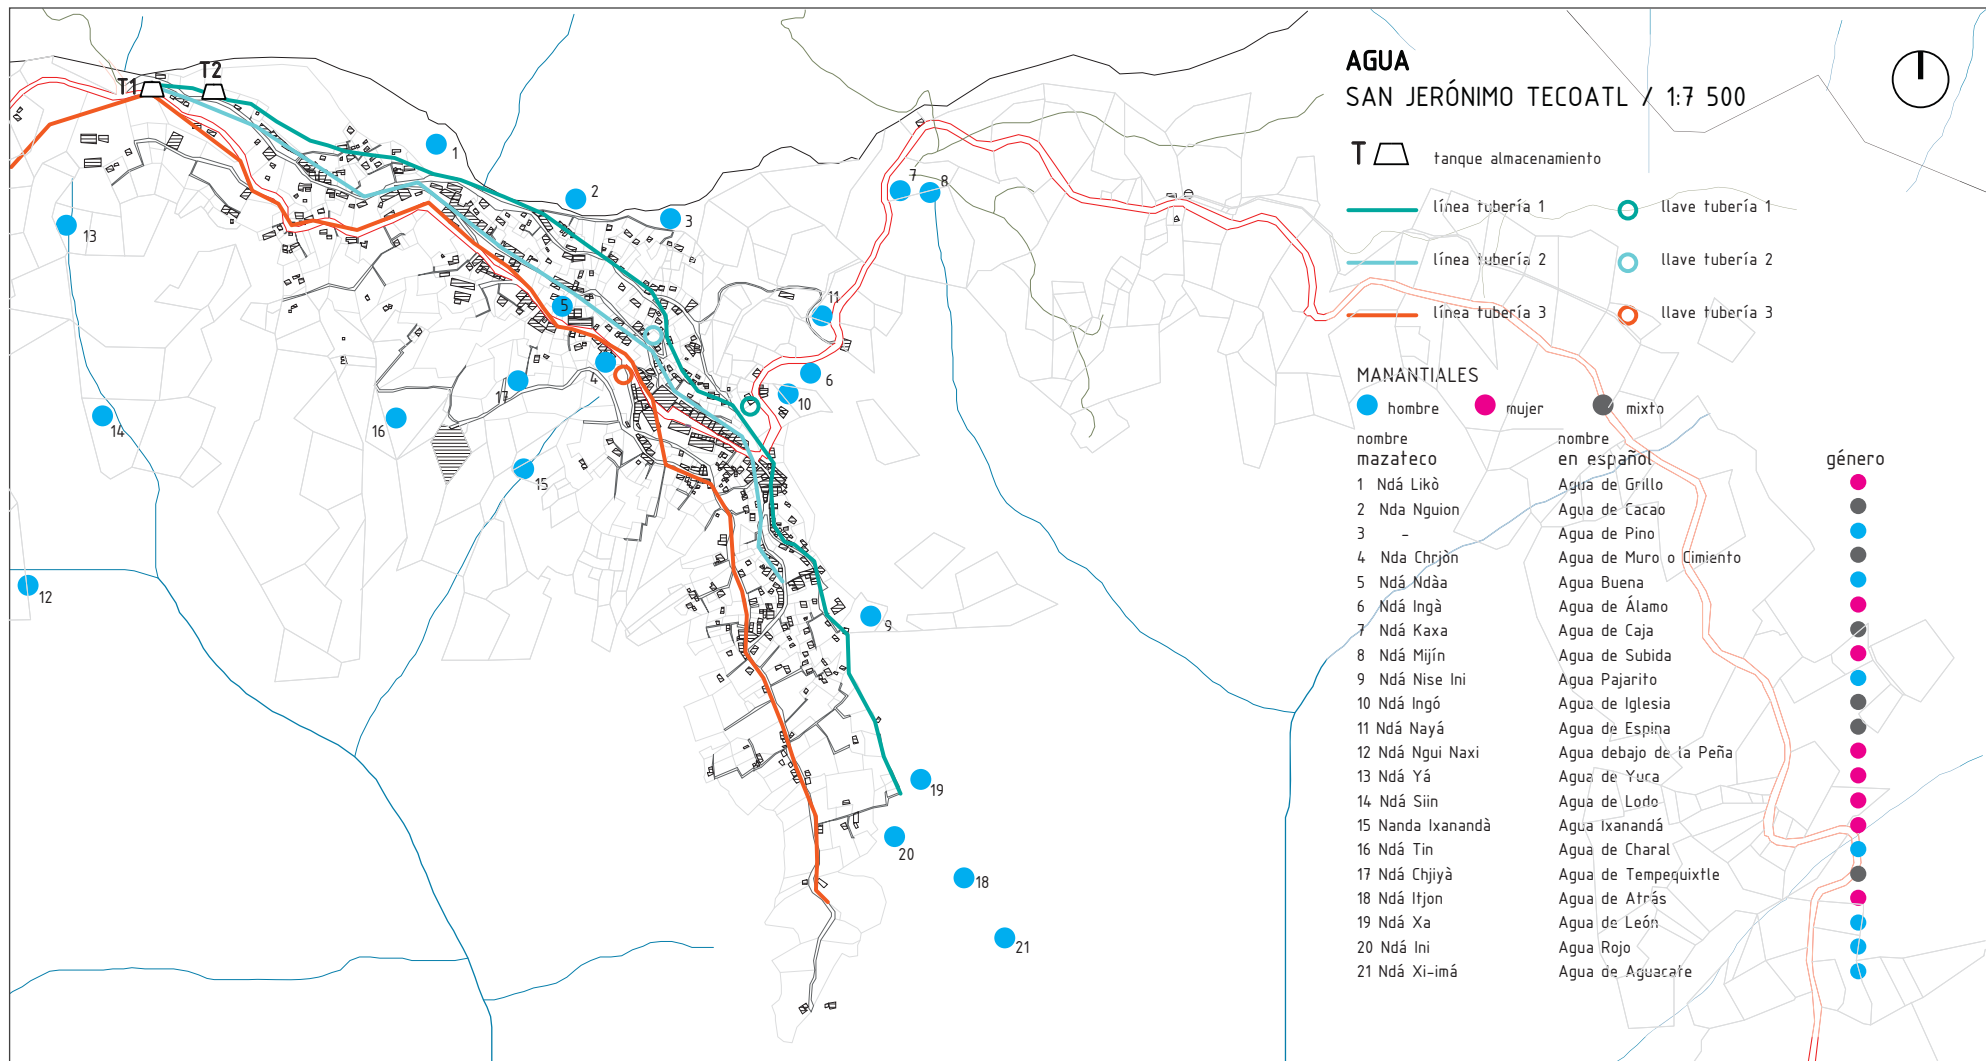 AGUA
SAN JERÓNIMO TECOATL / 1:7 500
T tanque almacenamiento
línea tubería 1 llave tubería 1
línea tubería 2 llave tubería 2
línea tubería 3 llave tubería 3
MANANTIALES
hombre mujer mixto
nombre mazateco nombre en español género
1 Ndá Likò Agua de Grillo
2 Nda Nguion Agua de Cacao
3 - Agua de Pino
4 Nda Chrjòn Agua de Muro o Cimiento
5 Ndá Ndàa Agua Buena
6 Ndá Ingà Agua de Álamo
7 Ndá Kaxa Agua de Caja
8 Ndá Mijín Agua de Subida
9 Ndá Nise Ini Agua Pajarito
10 Ndá Ingó Agua de Iglesia
11 Ndá Nayá Agua de Espina
12 Ndá Ngui Naxi Agua debajo de la Peña
13 Ndá Yá Agua de Yuca
14 Ndá Siin Agua de Lodo
15 Nanda Ixanandà Agua Ixanandá
16 Ndá Tin Agua de Charal
17 Ndá Chjiyà Agua de Tempequixtle
18 Ndá Itjon Agua de Atrás
19 Ndá Xa Agua de León
20 Ndá Ini Agua Rojo
21 Ndá Xi-imá Agua de Aguacate
T1
T2
1
2
3
7
8
13
11
5
6
4
17
10
14
16
15
12
9
19
20
18
21